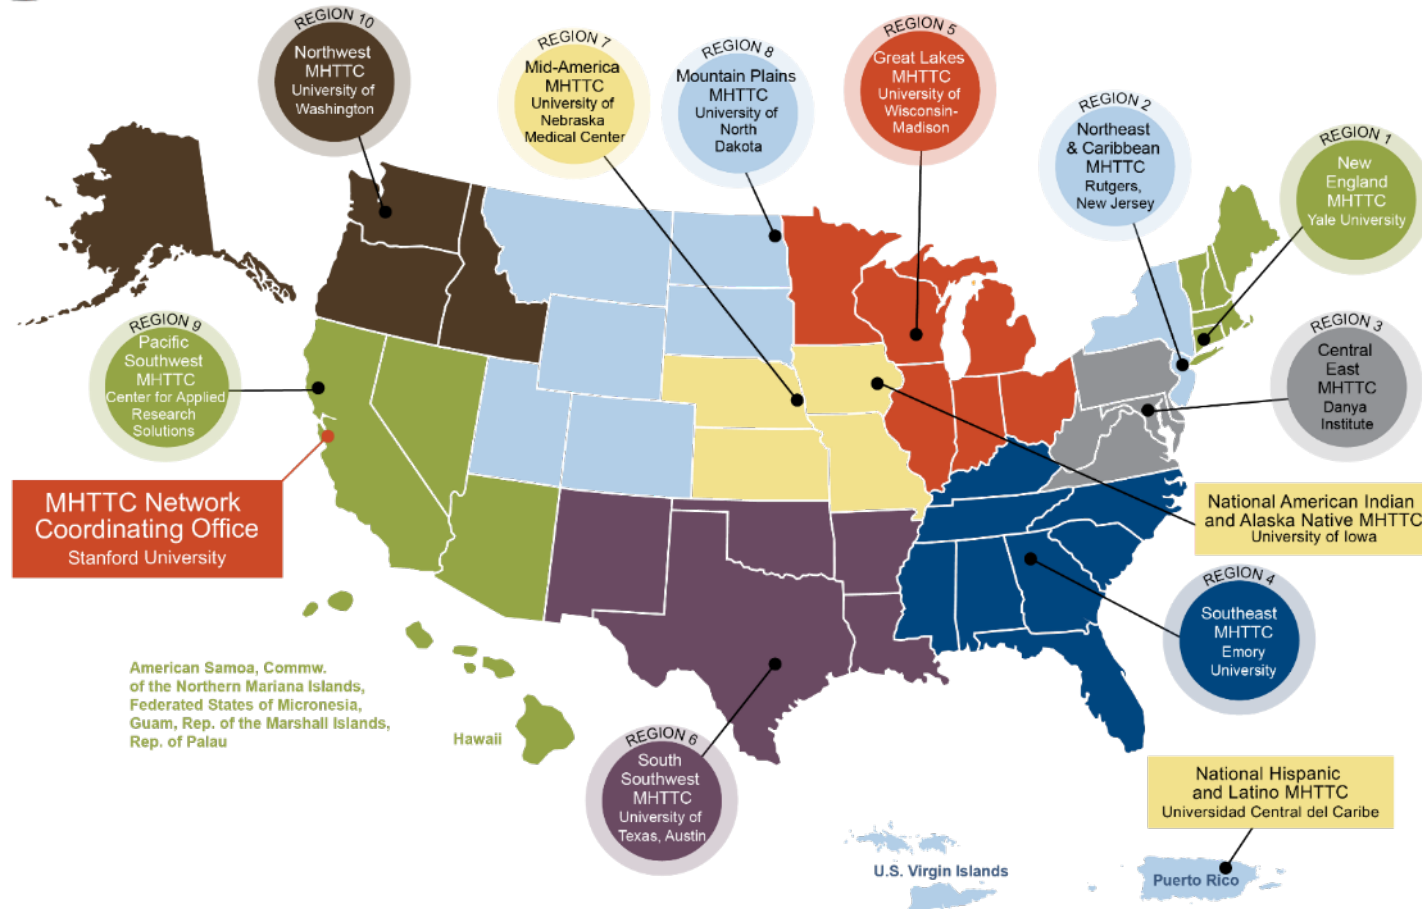 REGION 10
Northwest
MHTTC
University of
Washington
REGION 7
Mid-America
MHTTC
University of
Nebraska
Medical Center
REGION 8
Mountain Plains
MHTTC
University of
North
Dakota
REGION 5
Great Lakes
MHTTC
University of
Wisconsin-
Madison
REGION 2
Northeast
& Caribbean
MHTTC
Rutgers,
New Jersey
REGION 1
New
England
MHTTC
Yale University
REGION 9
Pacific
Southwest
MHTTC
Center for Applied
Research
Solutions
REGION 3
Central
East
MHTTC
Danya
Institute
MHTTC Network
Coordinating Office
Stanford University
National American Indian
and Alaska Native MHTTC
University of Iowa
REGION 4
Southeast
MHTTC
Emory
University
American Samoa, Commw.
of the Northern Mariana Islands,
Federated States of Micronesia,
Guam, Rep. of the Marshall Islands,
Rep. of Palau
Hawaii
REGION 6
South
Southwest
MHTTC
University of
Texas, Austin
National Hispanic
and Latino MHTTC
Universidad Central del Caribe
U.S. Virgin Islands
Puerto Rico